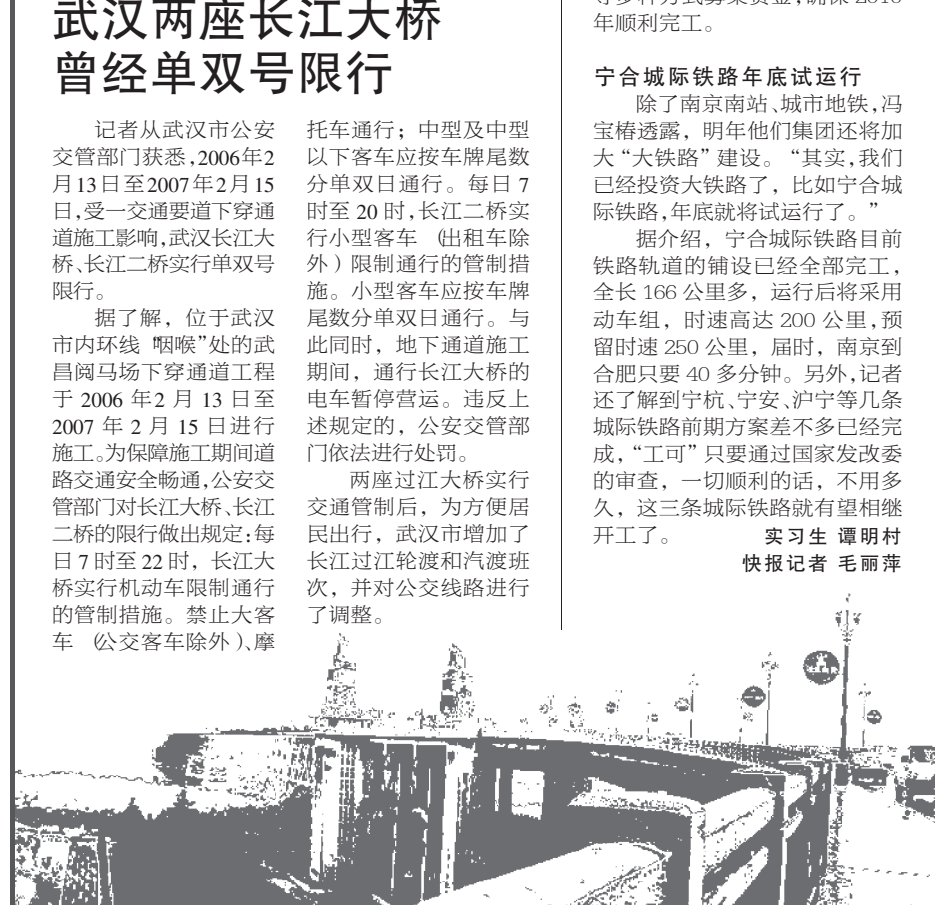 武汉两座长江大桥
曾经单双号限行
记者从武汉市公安
交管部门获悉,2006年2
月13日至2007年2月15
日,受一交通要道下穿通
道施工影响,武汉长江大
桥、长江二桥实行单双号
限行。
据了解，位于武汉
市内环线“咽喉”处的武
昌阅马场下穿通道工程
于 2006 年2 月 13 日至
2007 年 2 月 15 日进行
施工。为保障施工期间道
路交通安全畅通,公安交
管部门对长江大桥、长江
二桥的限行做出规定:每
日 7 时至 22 时，长江大
桥实行机动车限制通行
的管制措施。禁止大客
车（公交客车除外）、摩
托车通行；中型及中型
以下客车应按车牌尾数
分单双日通行。每日 7
时至 20 时,长江二桥实
行小型客车（出租车除
外）限制通行的管制措
施。小型客车应按车牌
尾数分单双日通行。与
此同时，地下通道施工
期间，通行长江大桥的
电车暂停营运。违反上
述规定的，公安交管部
门依法进行处罚。
两座过江大桥实行
交通管制后，为方便居
民出行，武汉市增加了
长江过江轮渡和汽渡班
次，并对公交线路进行
了调整。
年顺利完工。
宁合城际铁路年底试运行
除了南京南站、城市地铁,冯
宝椿透露，明年他们集团还将加
大“大铁路”建设。“其实,我们
已经投资大铁路了，比如宁合城
际铁路,年底就将试运行了。”
据介绍，宁合城际铁路目前
铁路轨道的铺设已经全部完工，
全长 166 公里多，运行后将采用
动车组，时速高达 200 公里,预
留时速 250 公里，届时，南京到
合肥只要 40 多分钟。另外,记者
还了解到宁杭、宁安、沪宁等几条
城际铁路前期方案差不多已经完
成，“工可”只要通过国家发改委
的审查，一切顺利的话，不用多
久，这三条城际铁路就有望相继
开工了。 实习生 谭明村
快报记者 毛丽萍